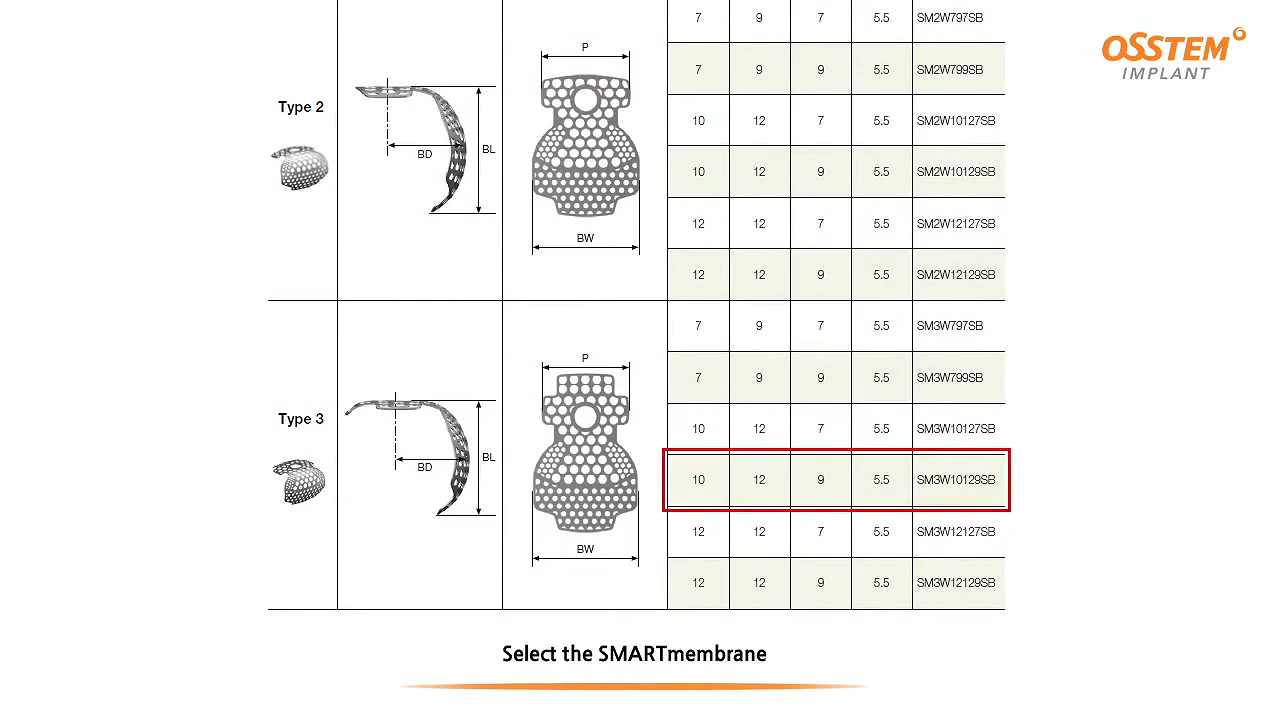 OSSTEM
IMPLANT
7 9 7 5.5 SM2W797SB
7 9 9 5.5 SM2W799SB
10 12 7 5.5 SM2W10127SB
10 12 9 5.5 SM2W10129SB
12 12 7 5.5 SM2W12127SB
12 12 9 5.5 SM2W12129SB
Type 2
BD
BL
P
BW
7 9 7 5.5 SM3W797SB
7 9 9 5.5 SM3W799SB
10 12 7 5.5 SM3W10127SB
10 12 9 5.5 SM3W10129SB
12 12 7 5.5 SM3W12127SB
12 12 9 5.5 SM3W12129SB
Type 3
BD
BL
P
BW
Select the SMARTmembrane